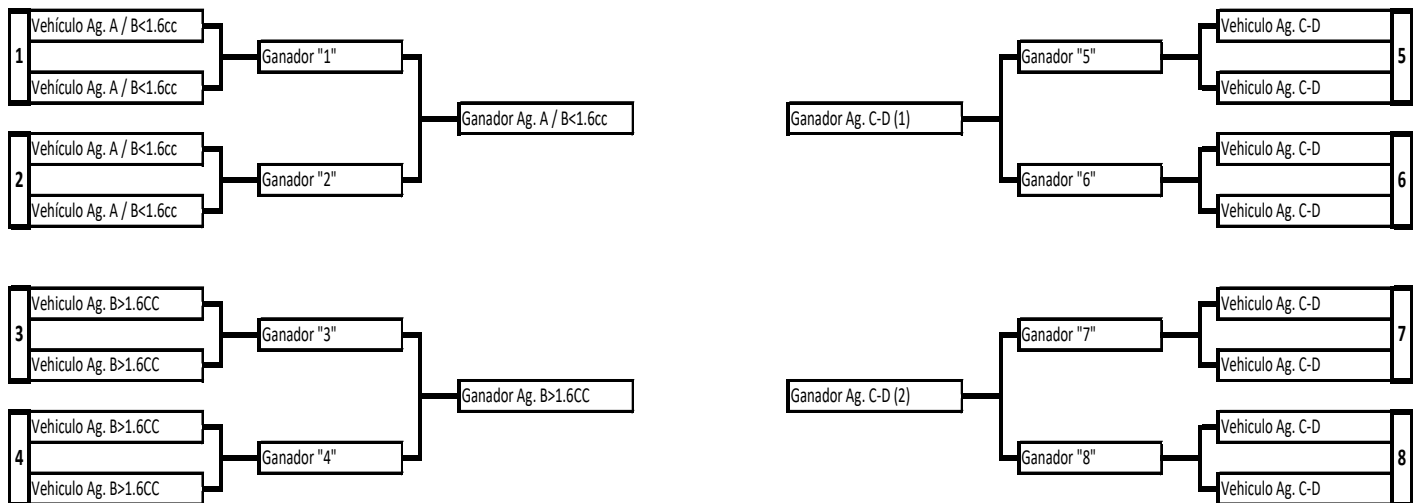 1
Vehículo Ag. A / B<1.6cc
Vehículo Ag. A / B<1.6cc
Ganador "1"
2
Vehículo Ag. A / B<1.6cc
Vehículo Ag. A / B<1.6cc
Ganador "2"
Ganador Ag. A / B<1.6cc
3
Vehiculo Ag. B>1.6CC
Vehiculo Ag. B>1.6CC
Ganador "3"
4
Vehiculo Ag. B>1.6CC
Vehiculo Ag. B>1.6CC
Ganador "4"
Ganador Ag. B>1.6CC
Ganador Ag. C-D (1)
Ganador "5"
Vehiculo Ag. C-D
Vehiculo Ag. C-D
5
Ganador "6"
Vehiculo Ag. C-D
Vehiculo Ag. C-D
6
Ganador Ag. C-D (2)
Ganador "7"
Vehiculo Ag. C-D
Vehiculo Ag. C-D
7
Ganador "8"
Vehiculo Ag. C-D
Vehiculo Ag. C-D
8